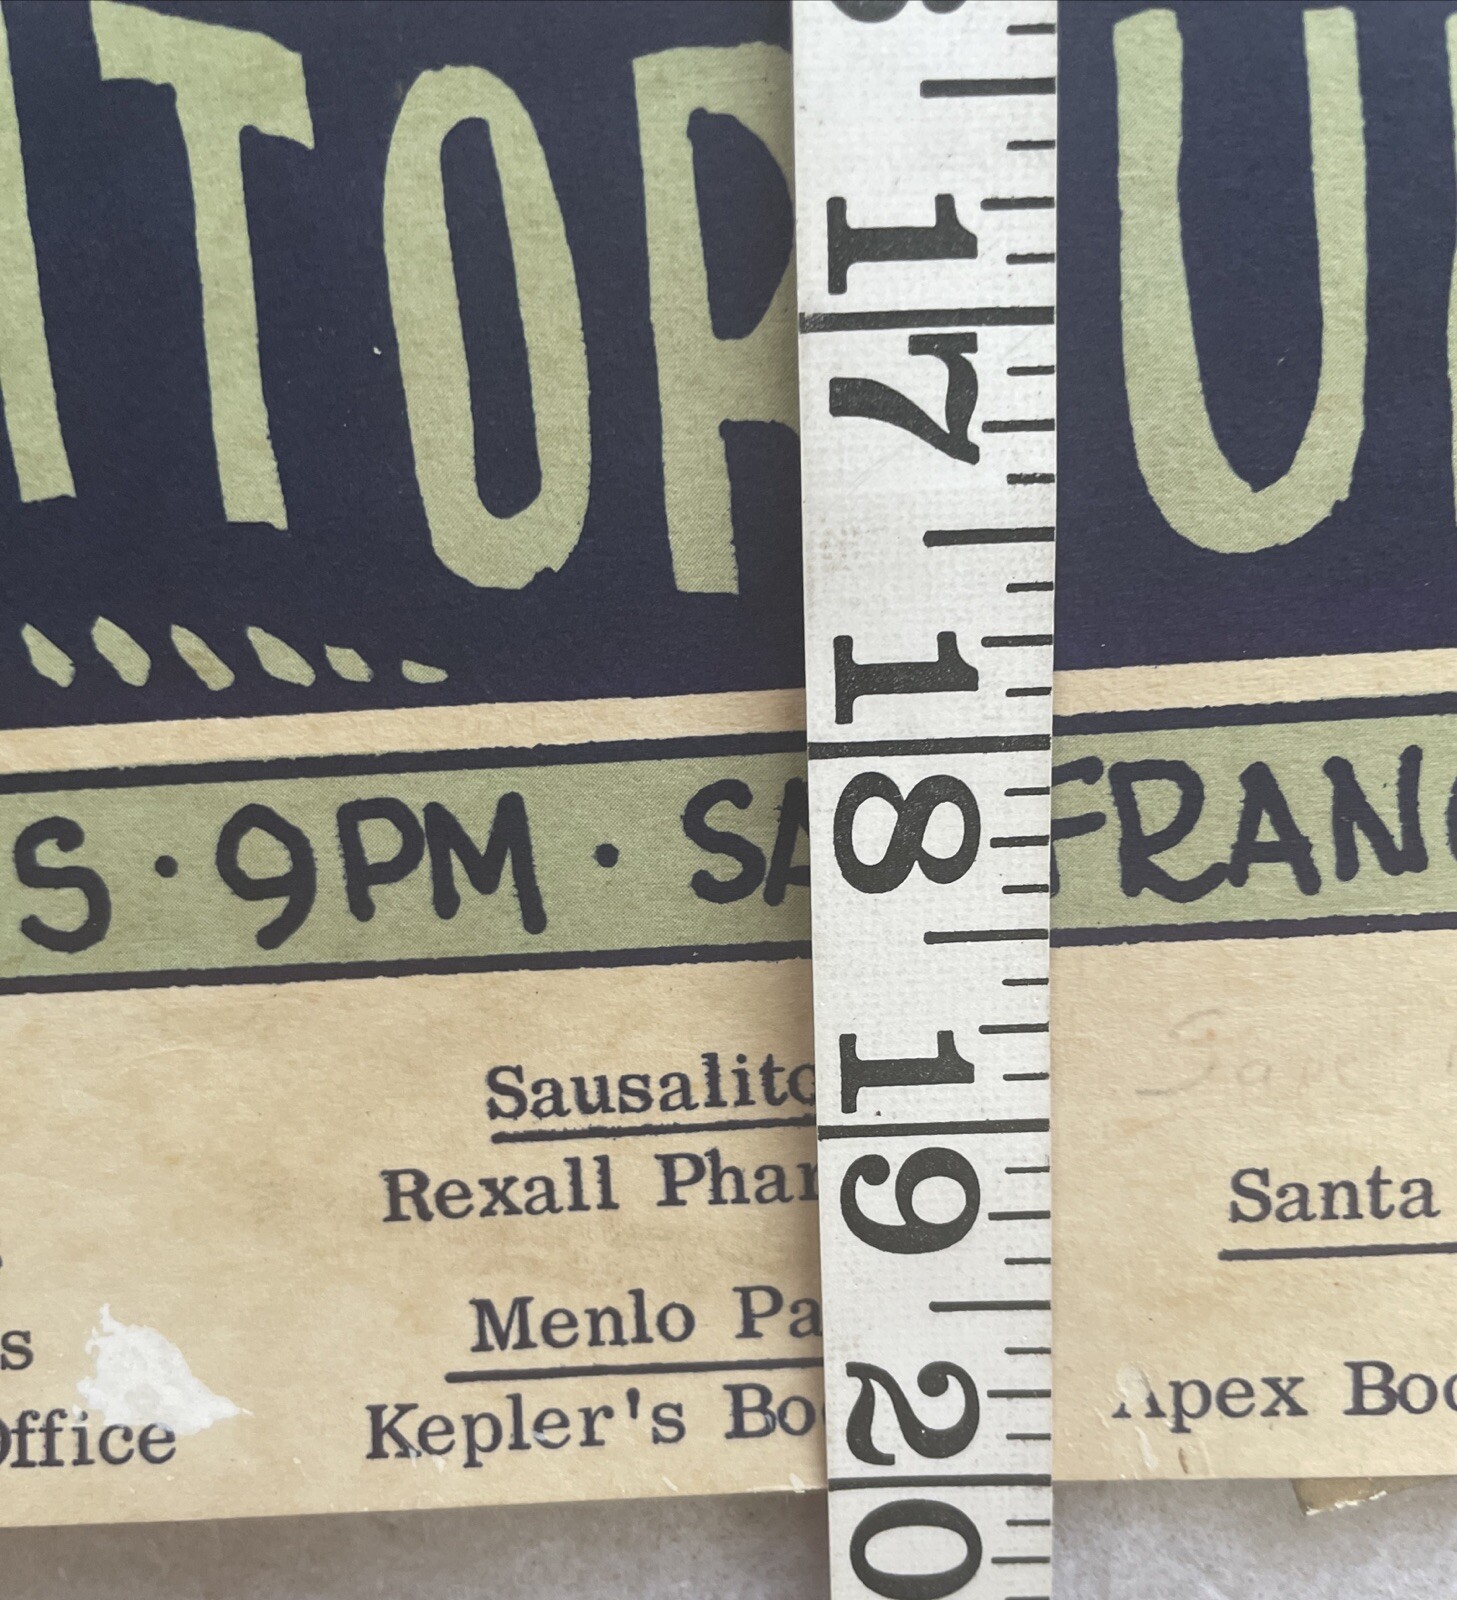 ITOR U
S · 9PM · SA FRANC
17
18
19
20
Sausalito
Rexall Phar
Santa
Menlo Pa
s
Apex Boo
Office
Kepler's Bo